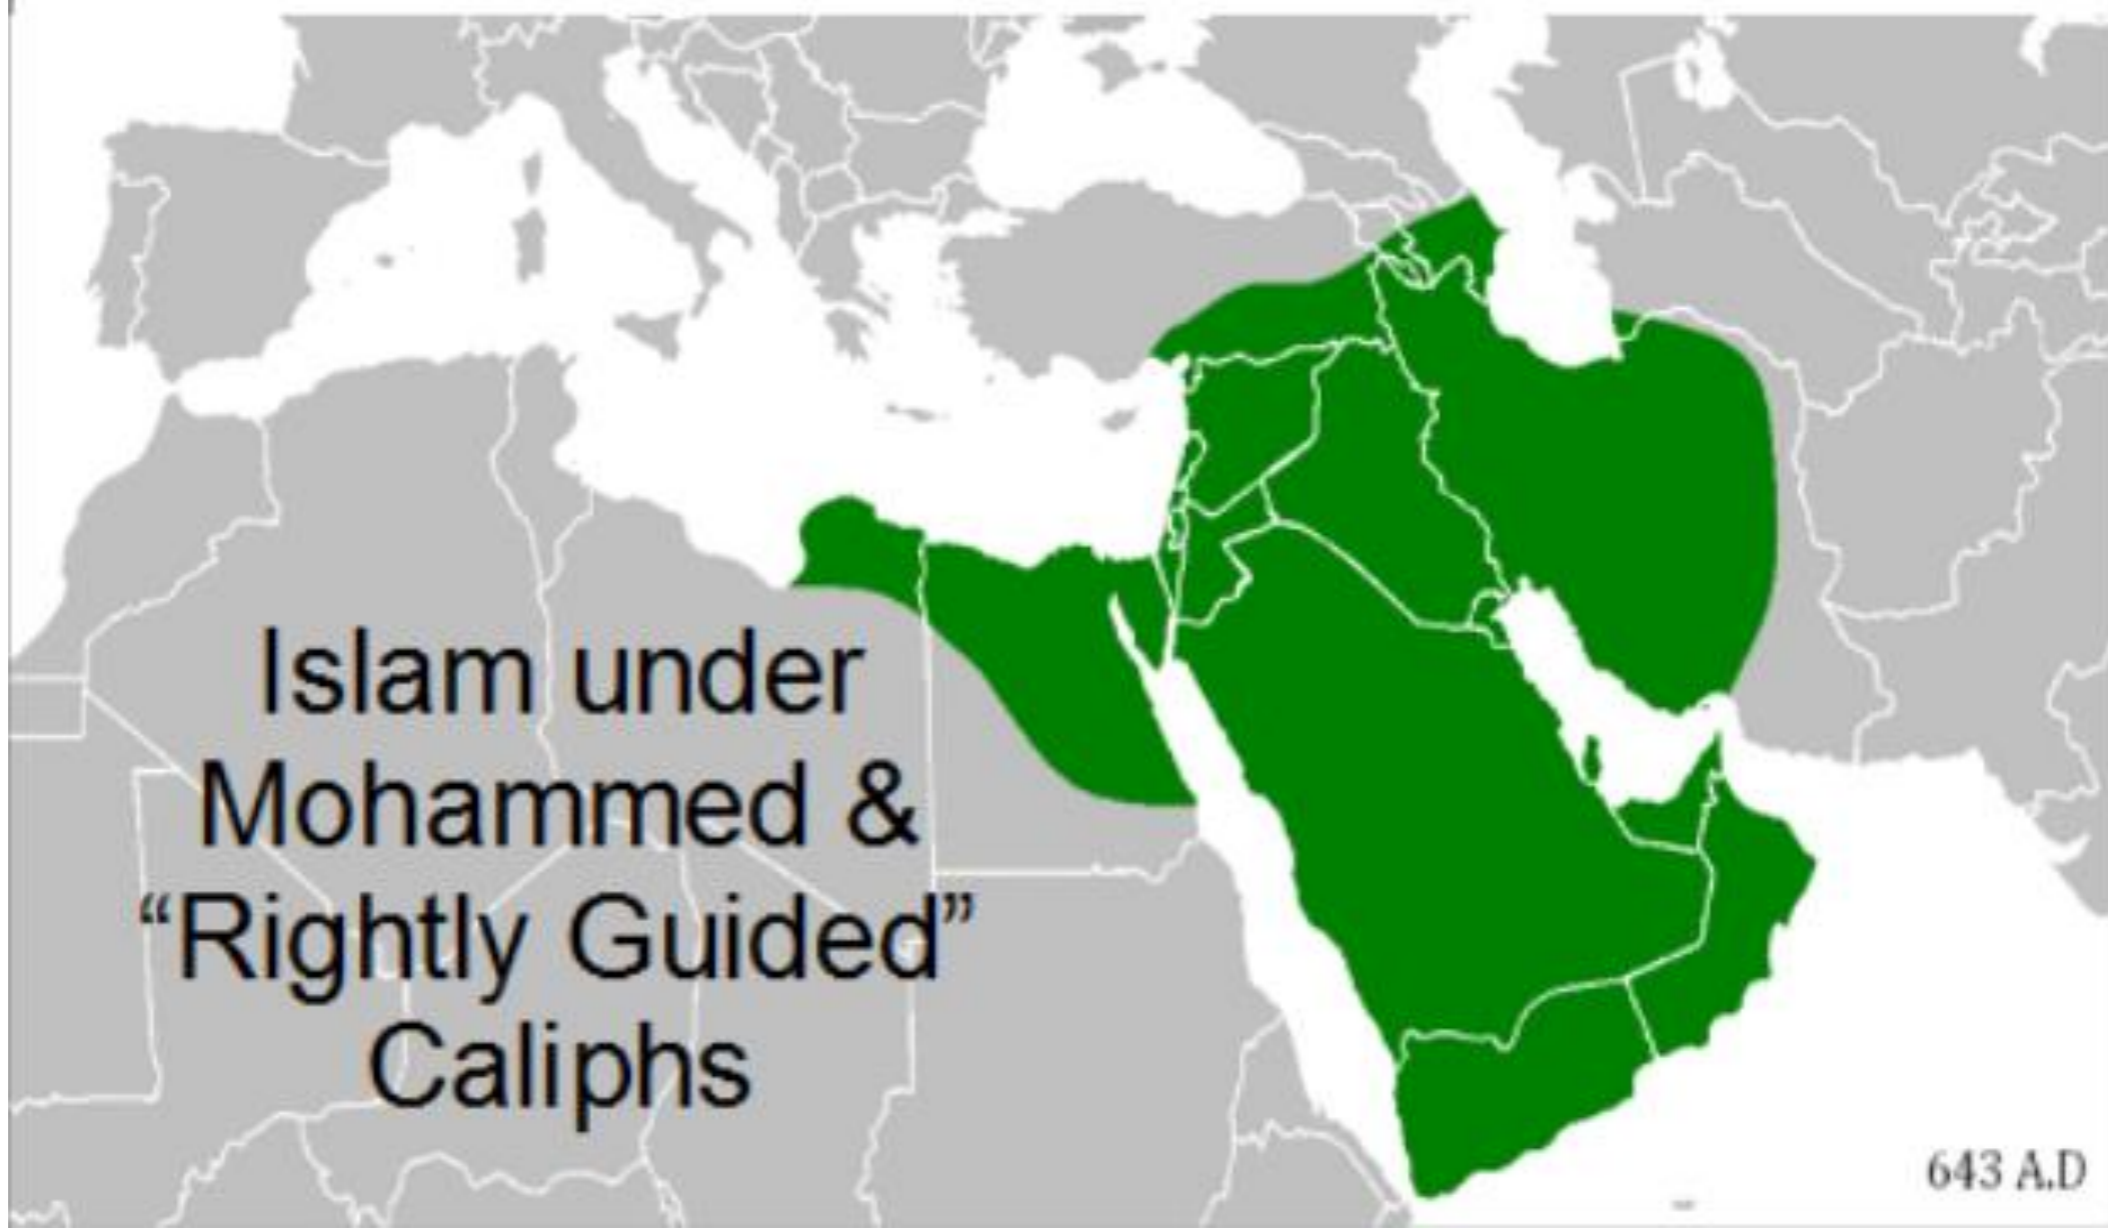 Islam under
Mohammed &
“Rightly Guided”
Caliphs
643 A.D